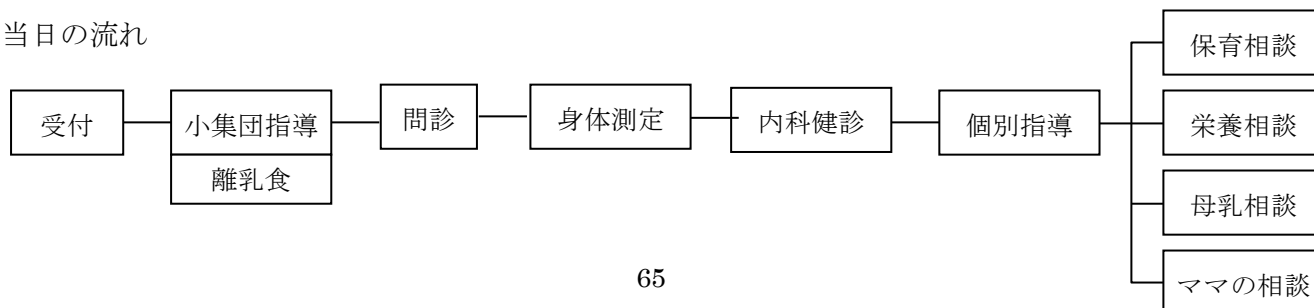 当日の流れ
受付
小集団指導
離乳食
問診
身体測定
内科健診
個別指導
保育相談
栄養相談
母乳相談
ママの相談
65